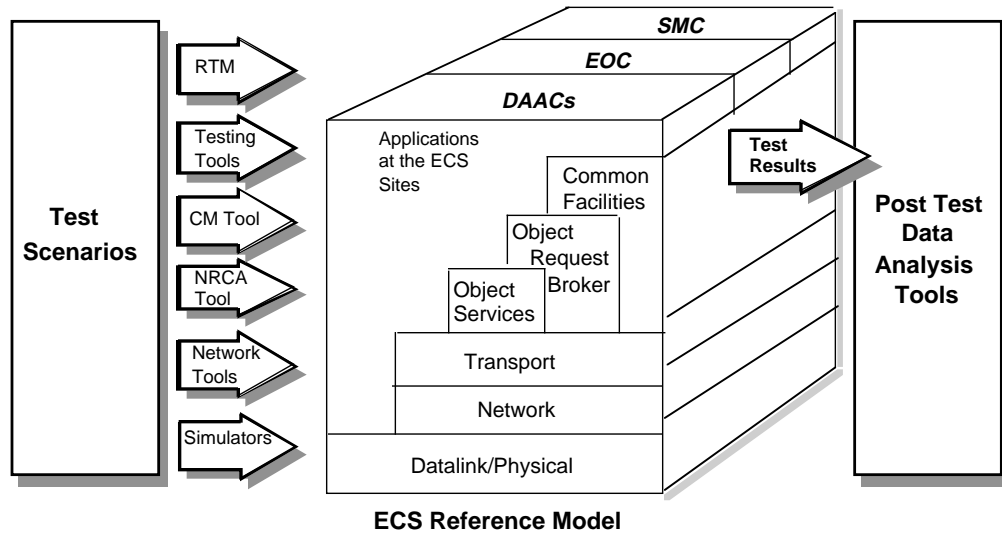 Test
Scenarios
RTM
Testing
Tools
CM Tool
NRCA
Tool
Network
Tools
Simulators
SMC
EOC
DAACs
Applications
at the ECS
Sites
Common
Facilities
Object
Request
Broker
Object
Services
Transport
Network
Datalink/Physical
Test
Results
Post Test
Data
Analysis
Tools
ECS Reference Model